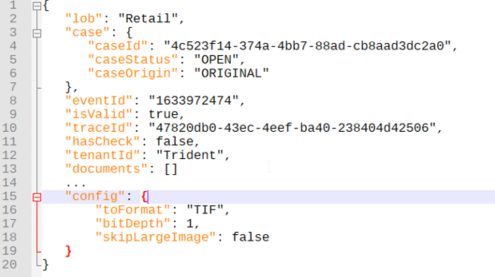 1 {
2 "lob": "Retail",
3 "case": {
4 "caseId": "4c523f14-374a-4bb7-88ad-cb8aad3dc2a0",
5 "caseStatus": "OPEN",
6 "caseOrigin": "ORIGINAL"
7 },
8 "eventId": "1633972474",
9 "isValid": true,
10 "traceId": "47820db0-43ec-4eef-ba40-238404d42506",
11 "hasCheck": false,
12 "tenantId": "Trident",
13 "documents": []
14 ...
15 "config": {
16 "toFormat": "TIF",
17 "bitDepth": 1,
18 "skipLargeImage": false
19 }
20 }